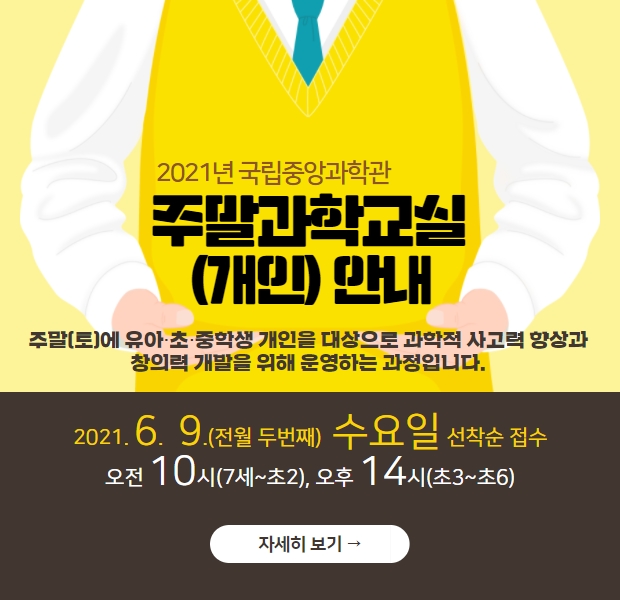 2021년 국립중앙과학관
주말과학교실
(개인) 안내
주말(토)에 유아·초·중학생 개인을 대상으로 과학적 사고력 향상과
창의력 개발을 위해 운영하는 과정입니다.
2021. 6. 9.(전월 두번째) 수요일 선착순 접수
오전 10시(7세~초2), 오후 14시(초3~초6)
자세히 보기 →